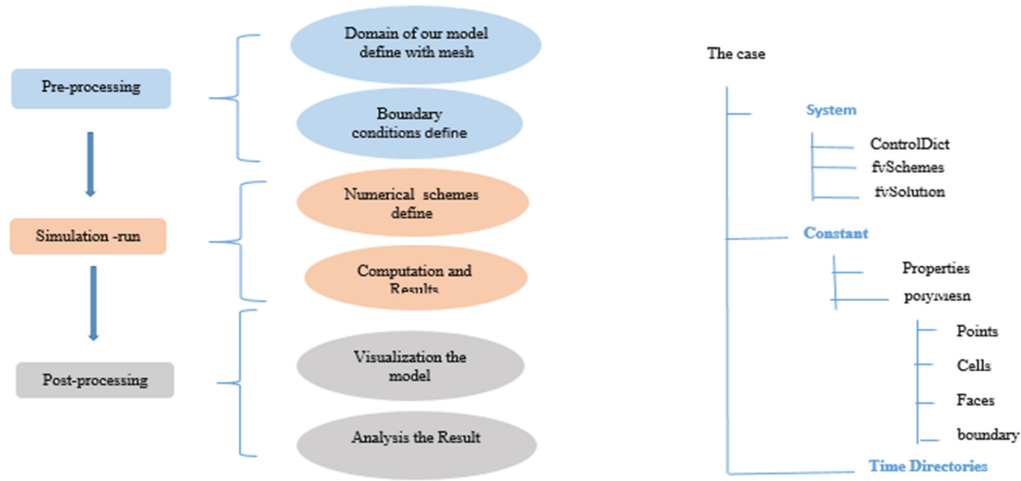 Pre-processing
Domain of our model
define with mesh
Boundary
conditions define
Simulation -run
Numerical schemes
define
Computation and
Results
Post-processing
Visualization the
model
Analysis the Result
The case
System
ControlDict
fvSchemes
fvSolution
Constant
Properties
polyMesh
Points
Cells
Faces
boundary
Time Directories